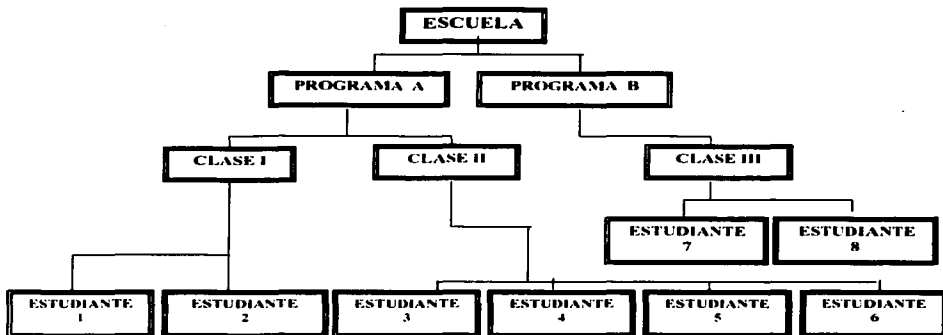 ESCUELA
PROGRAMA A
PROGRAMA B
CLASE I
CLASE II
CLASE III
ESTUDIANTE
7
ESTUDIANTE
8
ESTUDIANTE
1
ESTUDIANTE
2
ESTUDIANTE
3
ESTUDIANTE
4
ESTUDIANTE
5
ESTUDIANTE
6